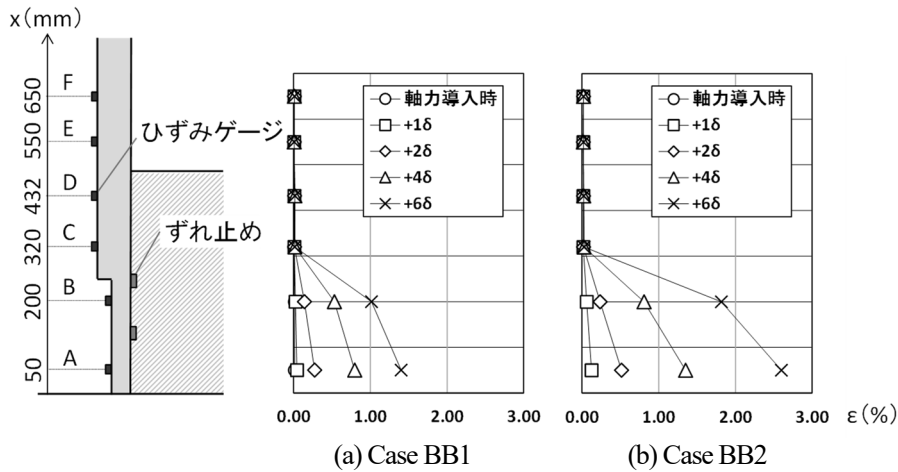 x(mm)
F
650
E
550
ひずみゲージ
D
432
C
320
ずれ止め
B
200
A
50
0
軸力導入時
+1δ
+2δ
+4δ
+6δ
0.00 1.00 2.00 3.00
(a) Case BB1
軸力導入時
+1δ
+2δ
+4δ
+6δ
0.00 1.00 2.00 3.00 ε(%)
(b) Case BB2